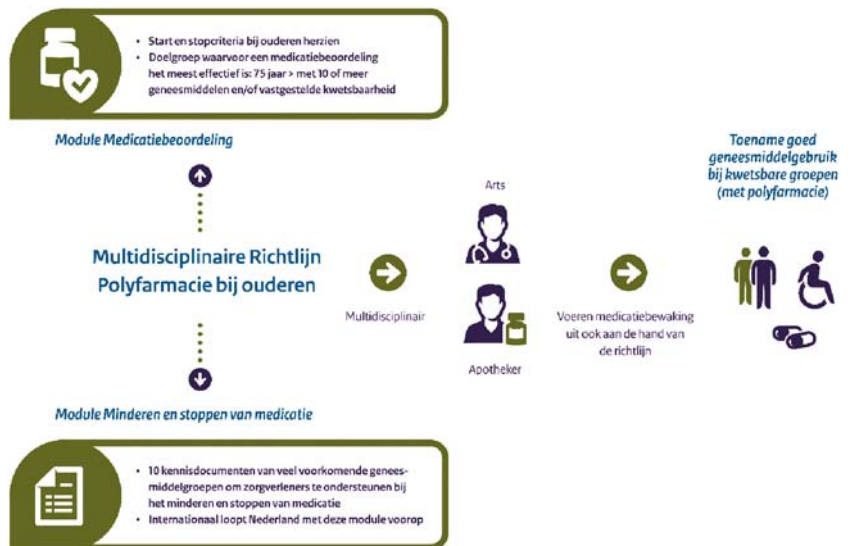 • Start en stopcriteria bij ouderen herzien
• Doelgroep waarvoor een medicatiebeoordeling
het meest effectief is: 75 jaar > met 10 of meer
geneesmiddelen en/of vastgestelde kwetsbaarheid
Module Medicatiebeoordeling
Multidisciplinaire Richtlijn
Polyfarmacie bij ouderen
Multidisciplinair
Arts
Apotheker
Voeren medicatiebewaking
uit ook aan de hand van
de richtlijn
Toename goed
geneesmiddelgebruik
bij kwetsbare groepen
(met polyfarmacie)
Module Minderen en stoppen van medicatie
• 10 kennisdocumenten van veel voorkomende genees-
middelgroepen om zorgverleners te ondersteunen bij
het minderen en stoppen van medicatie
• Internationaal loopt Nederland met deze module voorop